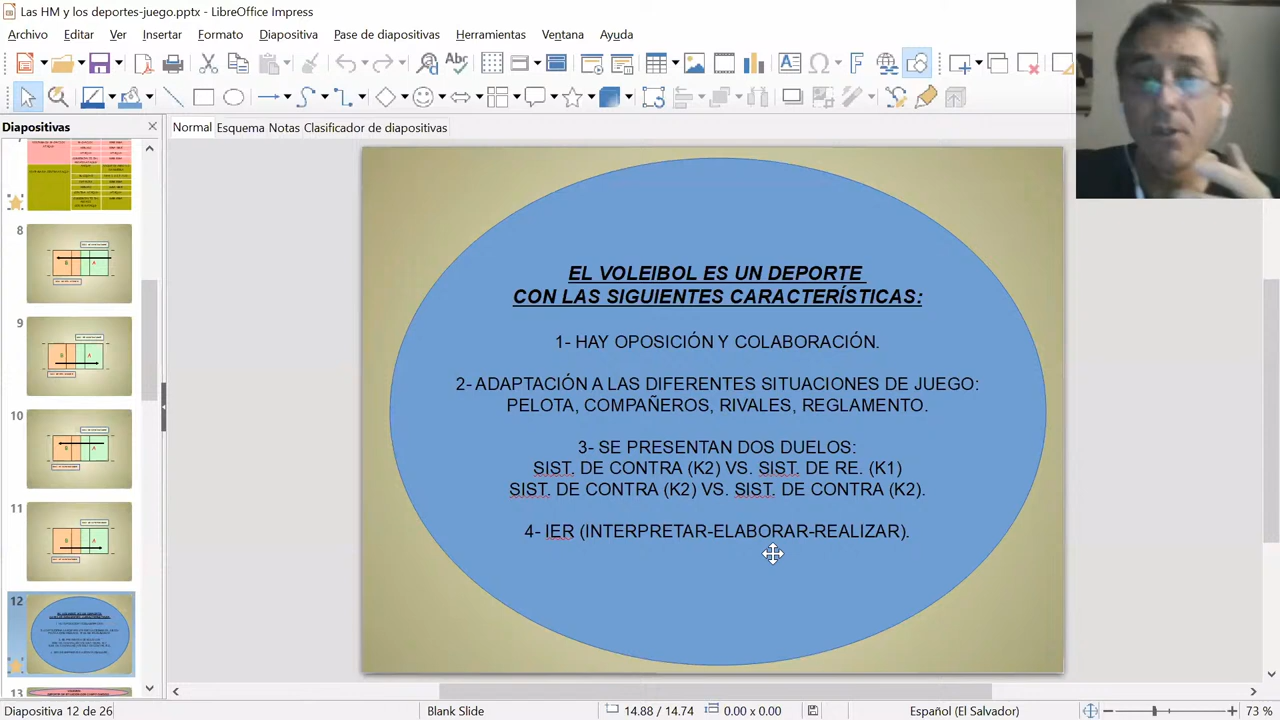 Las HM y los deportes-juego.pptx - LibreOffice Impress
Archivo Editar Ver Insertar Formato Diapositiva Pase de diapositivas Herramientas Ventana Ayuda
Diapositivas
Normal Esquema Notas Clasificador de diapositivas
8
9
10
11
12
13
EL VOLEIBOL ES UN DEPORTE
CON LAS SIGUIENTES CARACTERÍSTICAS:
1- HAY OPOSICIÓN Y COLABORACIÓN.
2- ADAPTACIÓN A LAS DIFERENTES SITUACIONES DE JUEGO:
PELOTA, COMPAÑEROS, RIVALES, REGLAMENTO.
3- SE PRESENTAN DOS DUELOS:
SIST. DE CONTRA (K2) VS. SIST. DE RE. (K1)
SIST. DE CONTRA (K2) VS. SIST. DE CONTRA (K2).
4- IER (INTERPRETAR-ELABORAR-REALIZAR).
Diapositiva 12 de 26
Blank Slide
14.88 / 14.74
0.00 x 0.00
Español (El Salvador)
73 %